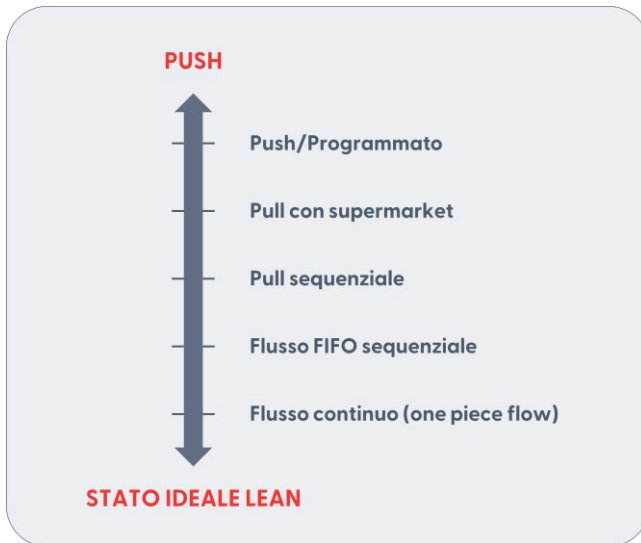 PUSH
Push/Programmato
Pull con supermarket
Pull sequenziale
Flusso FIFO sequenziale
Flusso continuo (one piece flow)
STATO IDEALE LEAN